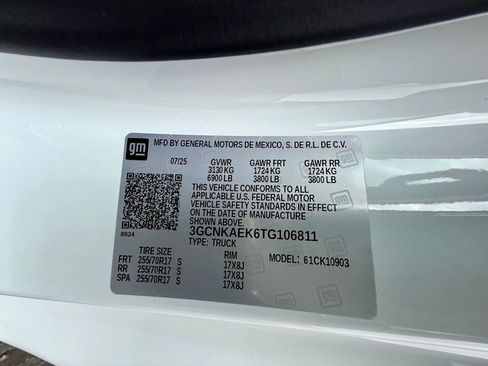 gm MFD BY GENERAL MOTORS DE MEXICO, S. DE R.L. DE C.V.
07/25 GVWR GAWR FRT GAWR RR
3130 KG 1724 KG 1724 KG
6900 LB 3800 LB 3800 LB
THIS VEHICLE CONFORMS TO ALL
APPLICABLE U.S. FEDERAL MOTOR
VEHICLE SAFETY STANDARDS IN EFFECT ON
THE DATE OF MANUFACTURE SHOWN ABOVE.
3GCNKAEK6TG106811
8624 TYPE: TRUCK
TIRE SIZE RIM MODEL: 61CK10903
FRT 255/70R17 S 17X8J
RR 255/70R17 S 17X8J
SPA 255/70R17 S 17X8J